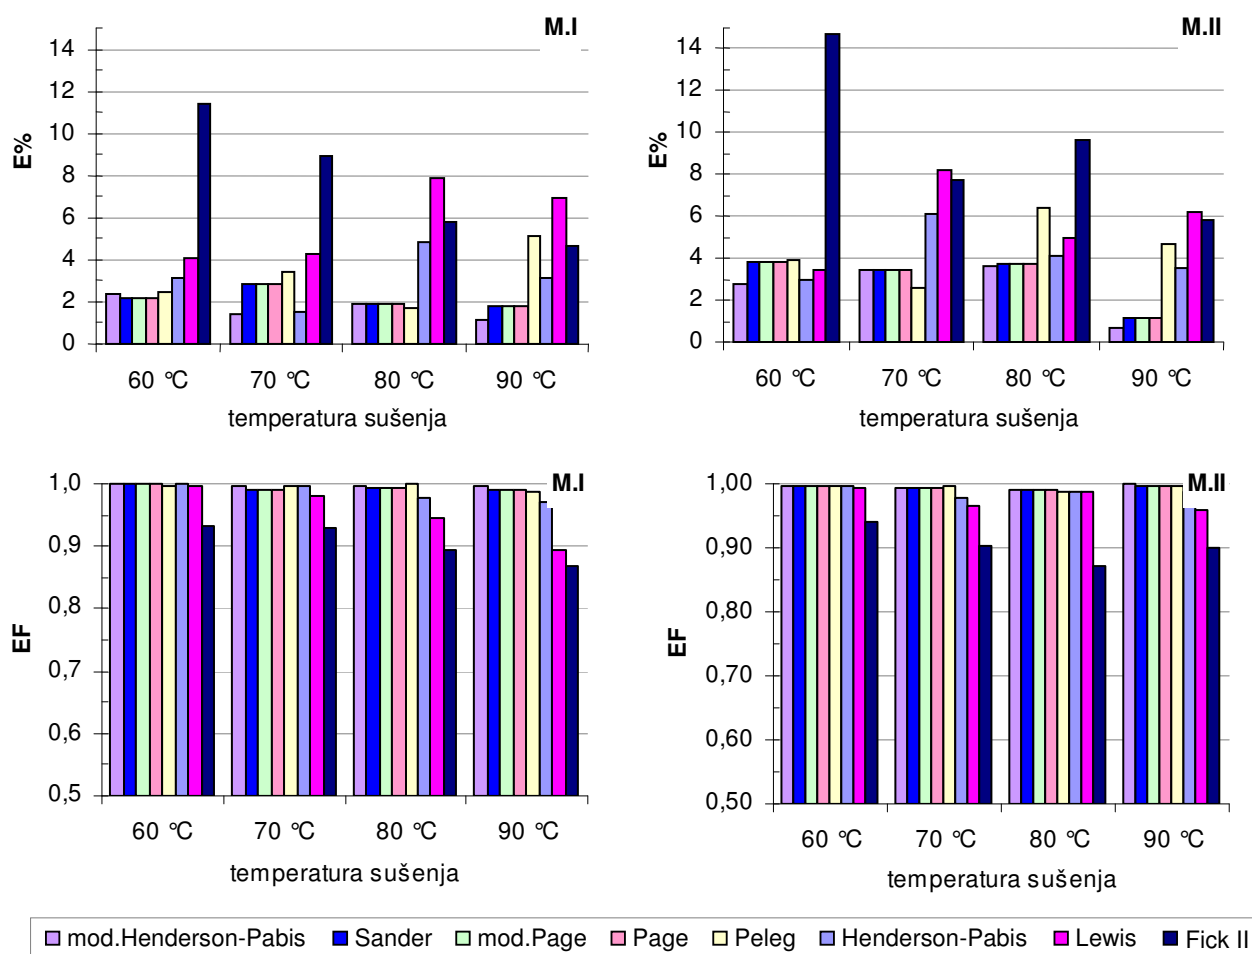 M.I
14
12
10
8
6
4
2
0
E%
60 °C 70 °C 80 °C 90 °C
temperatura sušenja
M.II
14
12
10
8
6
4
2
0
E%
60 °C 70 °C 80 °C 90 °C
temperatura sušenja
M.I
1,0
0,9
0,8
0,7
0,6
0,5
EF
60 °C 70 °C 80 °C 90 °C
temperatura sušenja
M.II
1,00
0,90
0,80
0,70
0,60
0,50
EF
60 °C 70 °C 80 °C 90 °C
temperatura sušenja
mod.Henderson-Pabis Sander mod.Page Page Peleg Henderson-Pabis Lewis Fick II